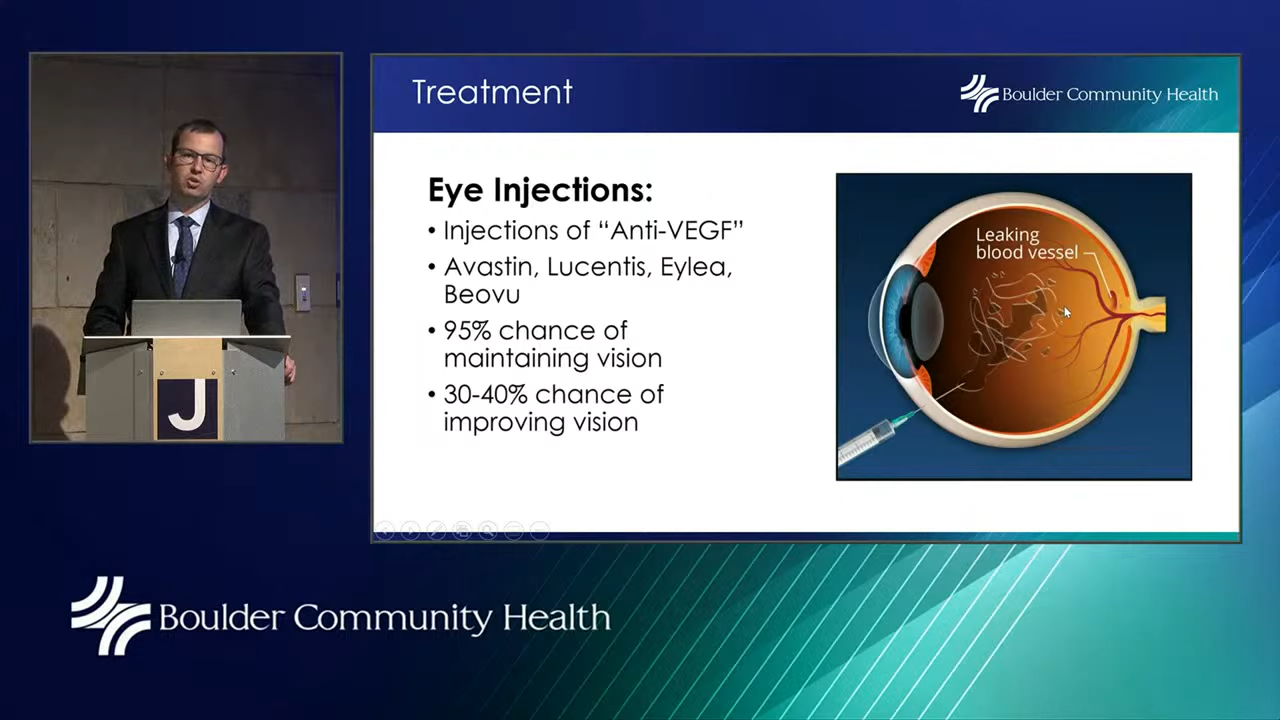 Treatment
Boulder Community Health
Eye Injections:
• Injections of “Anti-VEGF”
• Avastin, Lucentis, Eylea,
Beovu
• 95% chance of
maintaining vision
• 30-40% chance of
improving vision
Leaking
blood vessel
J
Boulder Community Health